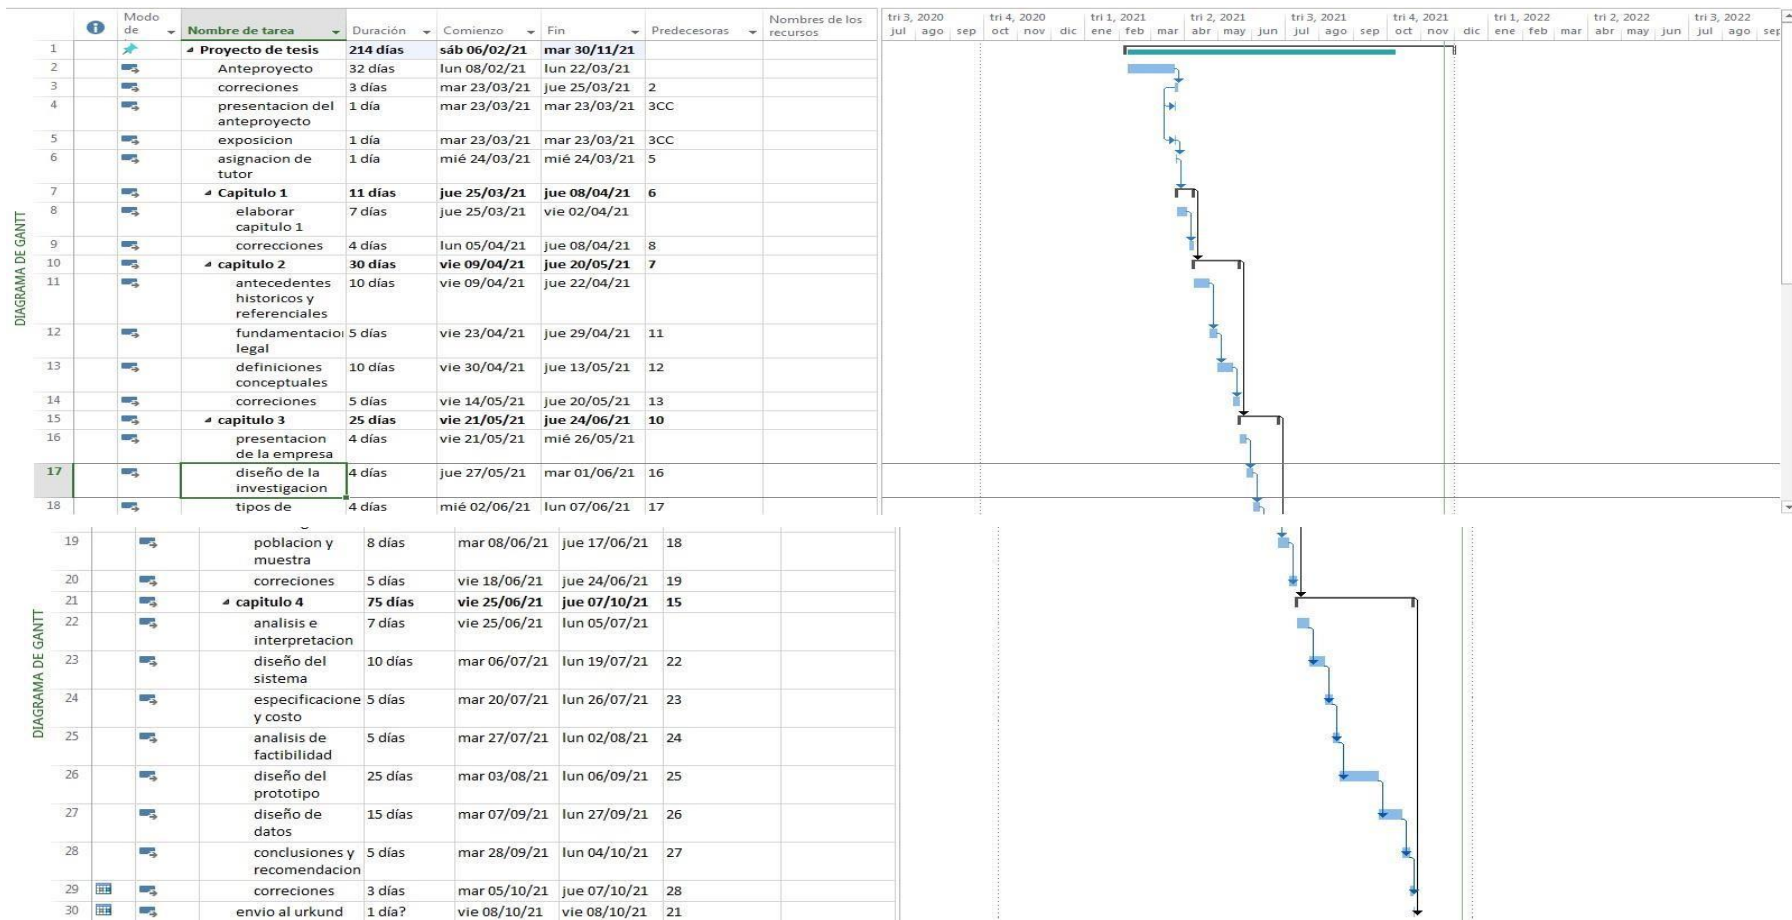 Modo de
Nombre de tarea
Duración
Comienzo
Fin
Predecesoras
Nombres de los recursos
tri 3, 2020 tri 4, 2020 tri 1, 2021 tri 2, 2021 tri 3, 2021 tri 4, 2021 tri 1, 2022 tri 2, 2022 tri 3, 2022
jul ago sep oct nov dic ene feb mar abr may jun jul ago sep oct nov dic ene feb mar abr may jun jul ago sep
DIAGRAMA DE GANTT
1 Proyecto de tesis 214 días sáb 06/02/21 mar 30/11/21
2 Anteproyecto 32 días lun 08/02/21 lun 22/03/21
3 correciones 3 días mar 23/03/21 jue 25/03/21 2
4 presentacion del 1 día mar 23/03/21 mar 23/03/21 3CC
anteproyecto
5 exposicion 1 día mar 23/03/21 mar 23/03/21 3CC
6 asignacion de 1 día mié 24/03/21 mié 24/03/21 5
tutor
7 Capitulo 1 11 días jue 25/03/21 jue 08/04/21 6
8 elaborar 7 días jue 25/03/21 vie 02/04/21
capitulo 1
9 correcciones 4 días lun 05/04/21 jue 08/04/21 8
10 capitulo 2 30 días vie 09/04/21 jue 20/05/21 7
11 antecedentes 10 días vie 09/04/21 jue 22/04/21
historicos y
referenciales
12 fundamentacioı 5 días vie 23/04/21 jue 29/04/21 11
legal
13 definiciones 10 días vie 30/04/21 jue 13/05/21 12
conceptuales
14 correciones 5 días vie 14/05/21 jue 20/05/21 13
15 capitulo 3 25 días vie 21/05/21 jue 24/06/21 10
16 presentacion 4 días vie 21/05/21 mié 26/05/21
de la empresa
17 diseño de la 4 días jue 27/05/21 mar 01/06/21 16
investigacion
18 tipos de 4 días mié 02/06/21 lun 07/06/21 17
DIAGRAMA DE GANTT
19 poblacion y 8 días mar 08/06/21 jue 17/06/21 18
muestra
20 correciones 5 días vie 18/06/21 jue 24/06/21 19
21 capitulo 4 75 días vie 25/06/21 jue 07/10/21 15
22 analisis e 7 días vie 25/06/21 lun 05/07/21
interpretacion
23 diseño del 10 días mar 06/07/21 lun 19/07/21 22
sistema
24 especificacione 5 días mar 20/07/21 lun 26/07/21 23
y costo
25 analisis de 5 días mar 27/07/21 lun 02/08/21 24
factibilidad
26 diseño del 25 días mar 03/08/21 lun 06/09/21 25
prototipo
27 diseño de 15 días mar 07/09/21 lun 27/09/21 26
datos
28 conclusiones y 5 días mar 28/09/21 lun 04/10/21 27
recomendacion
29 correciones 3 días mar 05/10/21 jue 07/10/21 28
30 envio al urkund 1 día? vie 08/10/21 vie 08/10/21 21